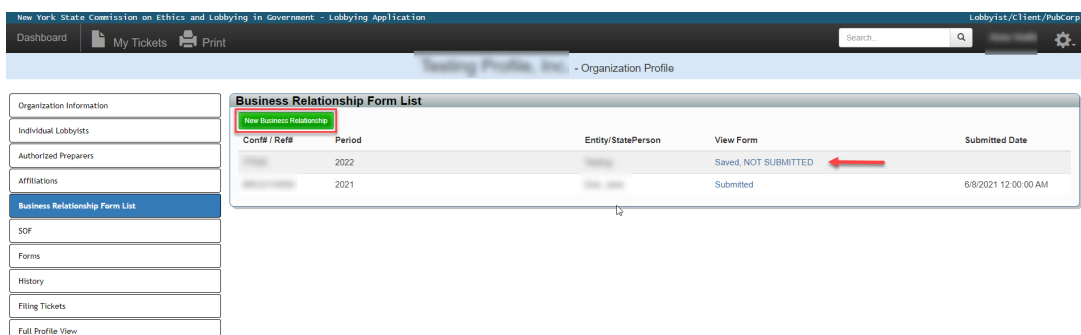 New York State Commission on Ethics and Lobbying in Government - Lobbying Application Lobbyist/Client/PubCorp
Dashboard My Tickets Print Search...
Testing Profile, Inc. - Organization Profile
Organization Information
Individual Lobbyists
Authorized Preparers
Affiliations
Business Relationship Form List
SOF
Forms
History
Filing Tickets
Full Profile View
Business Relationship Form List
New Business Relationship
Conf# / Ref# Period Entity/StatePerson View Form Submitted Date
2022 Saved, NOT SUBMITTED
2021 Submitted 6/8/2021 12:00:00 AM